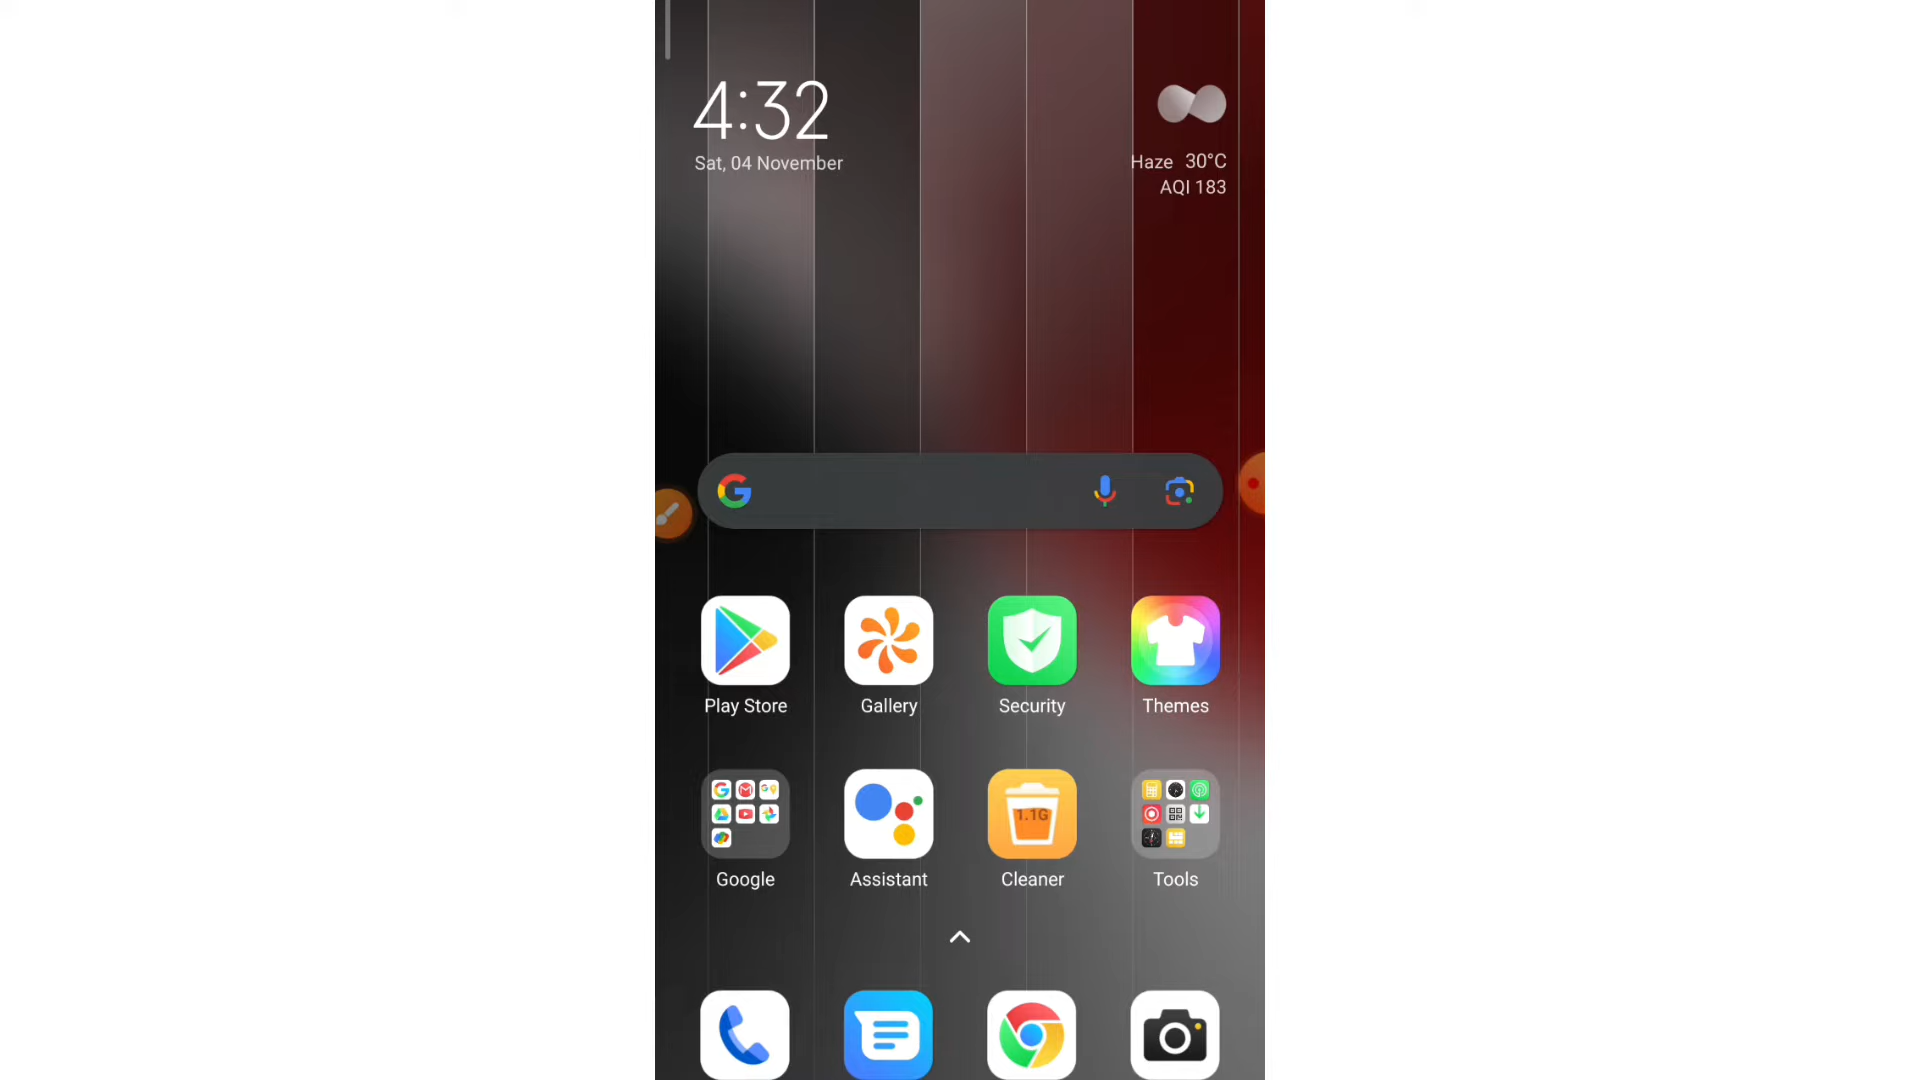 4:32
Sat, 04 November
Haze 30°C
AQI 183
Play Store
Gallery
Security
Themes
1.1G
Google
Assistant
Cleaner
Tools